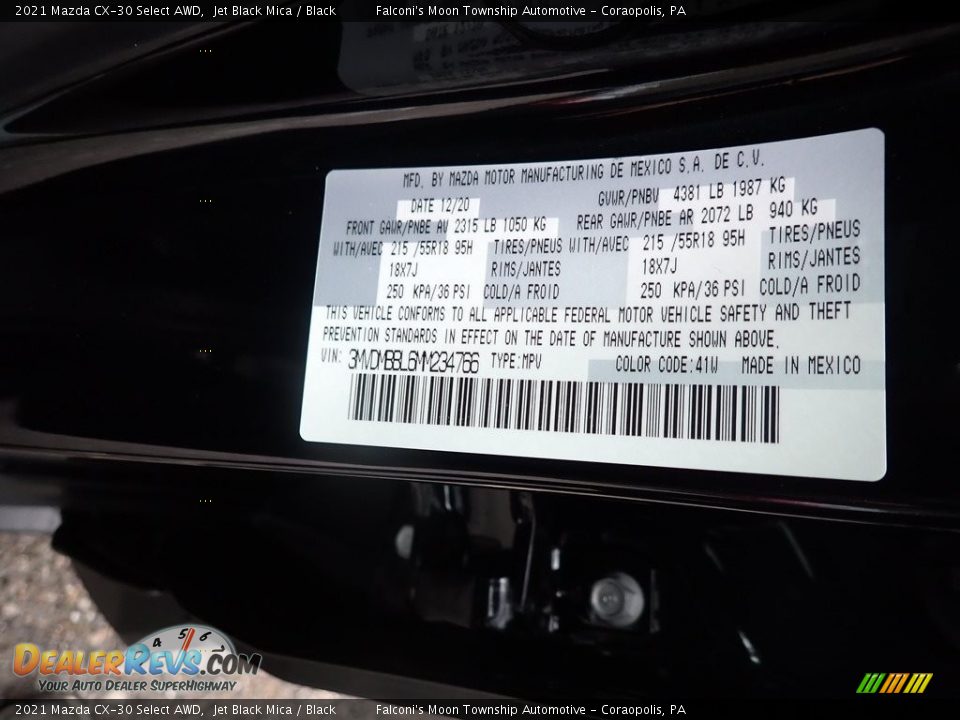 2021 Mazda CX-30 Select AWD, Jet Black Mica / Black Falconi's Moon Township Automotive - Coraopolis, PA
MFD. BY MAZDA MOTOR MANUFACTURING DE MEXICO S.A. DE C.V.
DATE 12/20 GVWR/PNBV 4381 LB 1987 KG
FRONT GAWR/PNBE AV 2315 LB 1050 KG REAR GAWR/PNBE AR 2072 LB 940 KG
WITH/AVEC 215 /55R18 95H TIRES/PNEUS WITH/AVEC 215 /55R18 95H TIRES/PNEUS
18X7J RIMS/JANTES 18X7J RIMS/JANTES
250 KPA/36 PSI COLD/A FROID 250 KPA/36 PSI COLD/A FROID
THIS VEHICLE CONFORMS TO ALL APPLICABLE FEDERAL MOTOR VEHICLE SAFETY AND THEFT
PREVENTION STANDARDS IN EFFECT ON THE DATE OF MANUFACTURE SHOWN ABOVE.
VIN: 3MVDMBBL6MM234766 TYPE:MPV COLOR CODE:41W MADE IN MEXICO
4 5 6
DEALERREVS.COM
YOUR AUTO DEALER SUPERHIGHWAY
2021 Mazda CX-30 Select AWD, Jet Black Mica / Black Falconi's Moon Township Automotive - Coraopolis, PA